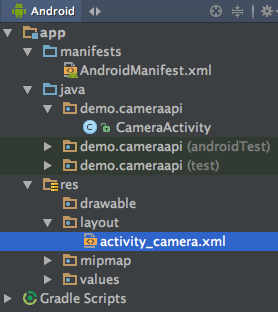 Android
app
manifests
AndroidManifest.xml
java
demo.cameraapi
CameraActivity
demo.cameraapi (androidTest)
demo.cameraapi (test)
res
drawable
layout
activity_camera.xml
mipmap
values
Gradle Scripts